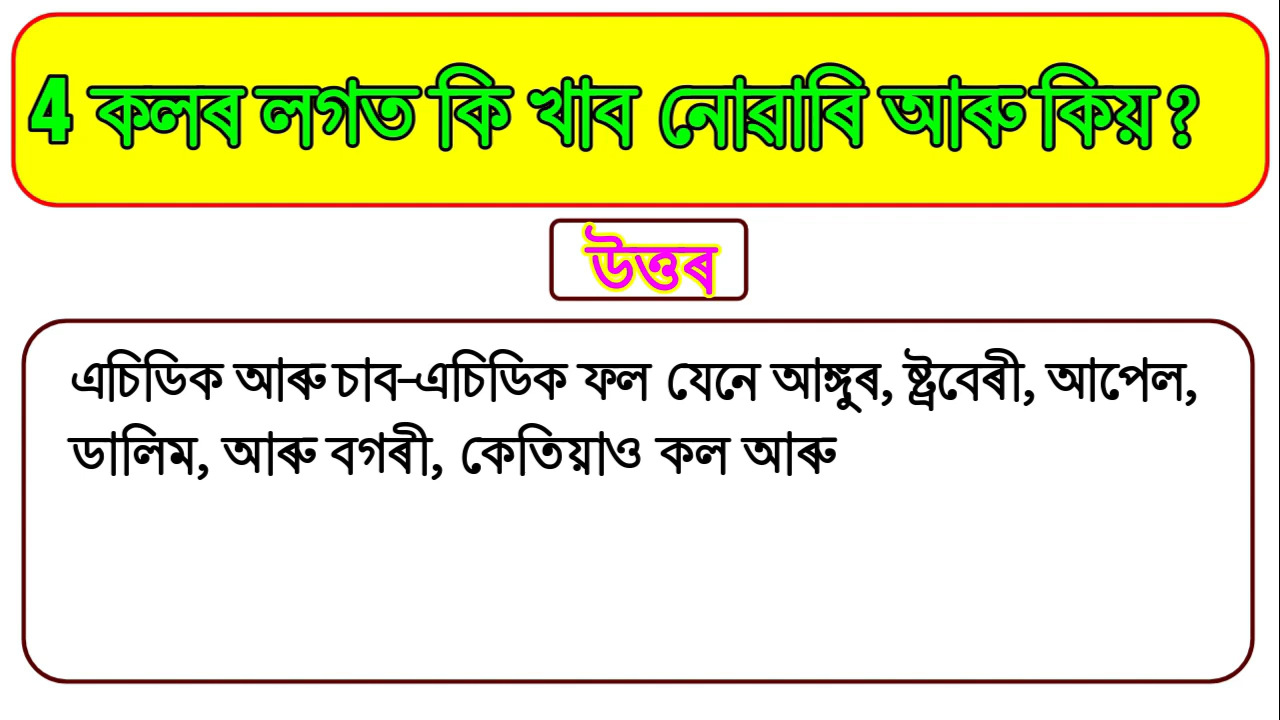 4 কলৰ লগত কি খাব নোৱাৰি আৰু কিয়?
উত্তৰ
এচিডিক আৰু চাব-এচিডিক ফল যেনে আঙ্গুৰ, ষ্ট্ৰবেৰী, আপেল,
ডালিম, আৰু বগৰী, কেতিয়াও কল আৰু